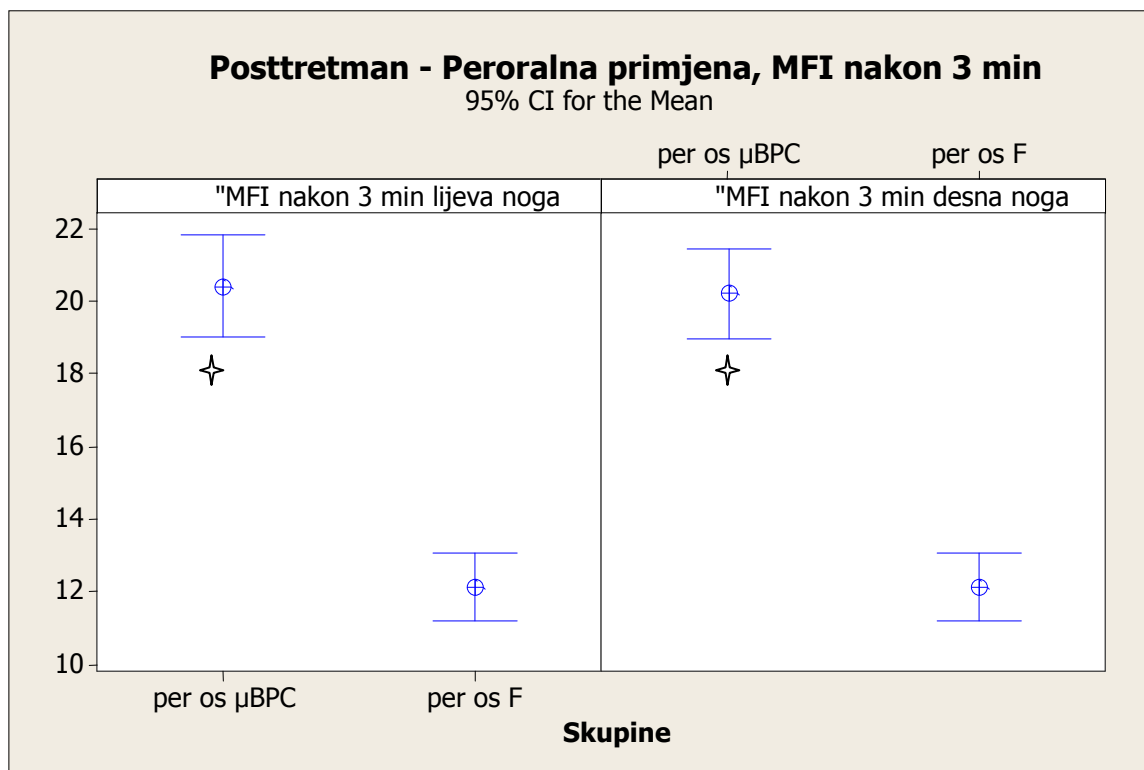 Posttretman - Peroralna primjena, MFI nakon 3 min
95% CI for the Mean
per os µBPC per os F
"MFI nakon 3 min lijeva noga "MFI nakon 3 min desna noga
22
20
18
16
14
12
10
per os µBPC per os F
Skupine